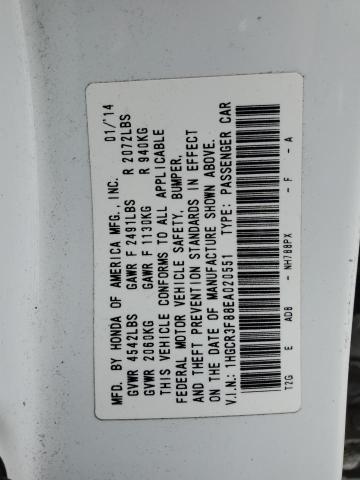 MFD. BY HONDA OF AMERICA MFG., INC. 01/'14
GVWR 4542LBS GAWR F 2491LBS R 2072LBS
GVWR 2060KG GAWR F 1130KG R 940KG
THIS VEHICLE CONFORMS TO ALL APPLICABLE
FEDERAL MOTOR VEHICLE SAFETY, BUMPER,
AND THEFT PREVENTION STANDARDS IN EFFECT
ON THE DATE OF MANUFACTURE SHOWN ABOVE.
V.I.N.: 1HGCR3F88EA020551 TYPE: PASSENGER CAR
T2G E ADB - NH788PX - F - A